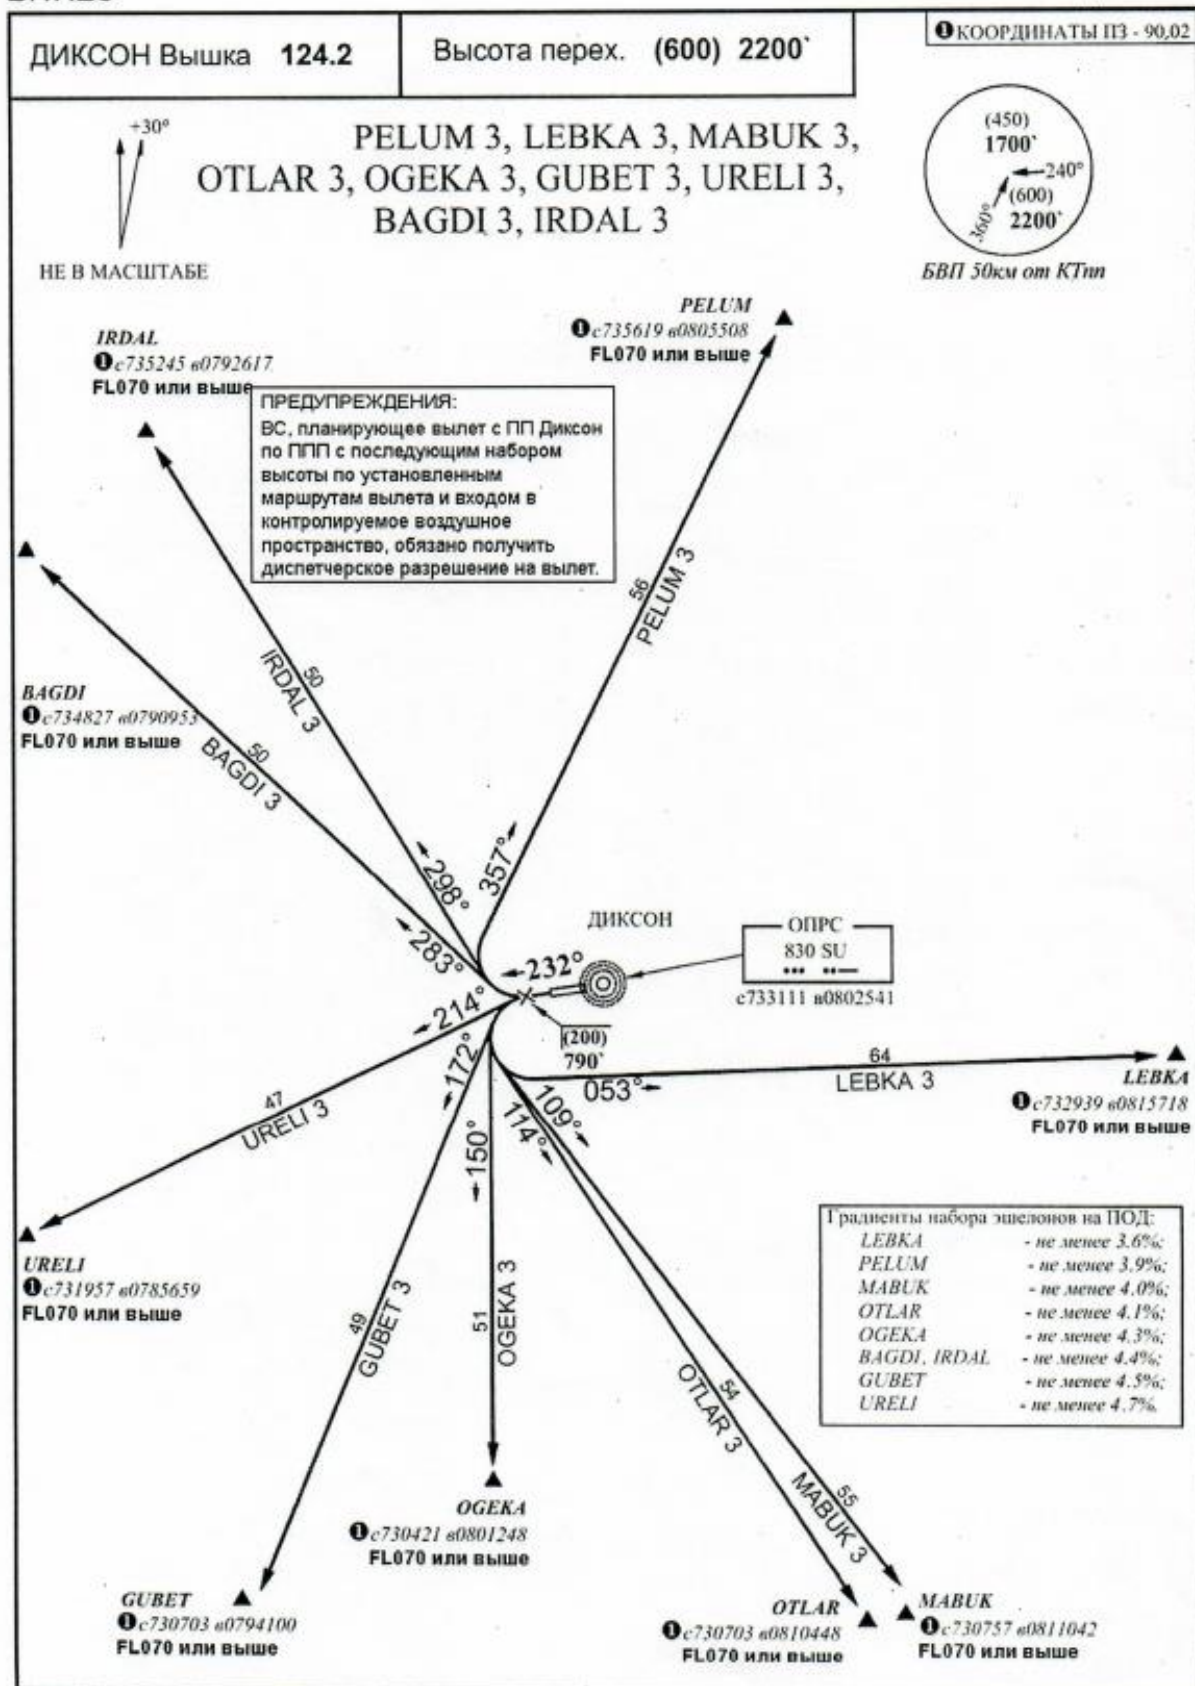 ДИКСОН Вышка 124.2
Высота перех. (600) 2200`
❶КООРДИНАТЫ ПЗ - 90,02
+30°
НЕ В МАСШТАБЕ
PELUM 3, LEBKA 3, MABUK 3,
OTLAR 3, OGEKA 3, GUBET 3, URELI 3,
BAGDI 3, IRDAL 3
(450)
1700`
240°
(600)
2200`
360°
БВП 50км от КТпп
PELUM
❶с735619 в0805508
FL070 или выше
IRDAL
❶с735245 в0792617
FL070 или выше
ПРЕДУПРЕЖДЕНИЯ:
ВС, планирующее вылет с ПП Диксон
по ППП с последующим набором
высоты по установленным
маршрутам вылета и входом в
контролируемое воздушное
пространство, обязано получить
диспетчерское разрешение на вылет.
56
PELUM 3
50
IRDAL 3
BAGDI
❶с734827 в0790953
FL070 или выше
50
BAGDI 3
298°
357°
283°
ДИКСОН
232°
ОПРС
830 SU
••• ••—
с733111 в0802541
214°
(200)
790`
172°
64
LEBKA 3
053°
LEBKA
❶с732939 в0815718
FL070 или выше
109°
114°
150°
47
URELI 3
URELI
❶с731957 в0785659
FL070 или выше
Градиенты набора эшелонов на ПОД:
LEBKA - не менее 3.6%;
PELUM - не менее 3.9%;
MABUK - не менее 4.0%;
OTLAR - не менее 4.1%;
OGEKA - не менее 4.3%;
BAGDI, IRDAL - не менее 4.4%;
GUBET - не менее 4.5%;
URELI - не менее 4.7%.
49
GUBET 3
51
OGEKA 3
54
OTLAR 3
55
MABUK 3
OGEKA
❶с730421 в0801248
FL070 или выше
GUBET
❶с730703 в0794100
FL070 или выше
OTLAR
❶с730703 в0810448
FL070 или выше
MABUK
❶с730757 в0811042
FL070 или выше